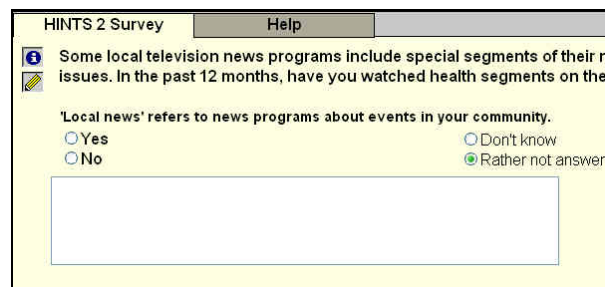 HINTS 2 Survey Help
Some local television news programs include special segments of their
issues. In the past 12 months, have you watched health segments on the
'Local news' refers to news programs about events in your community.
Yes Don't know
No Rather not answer